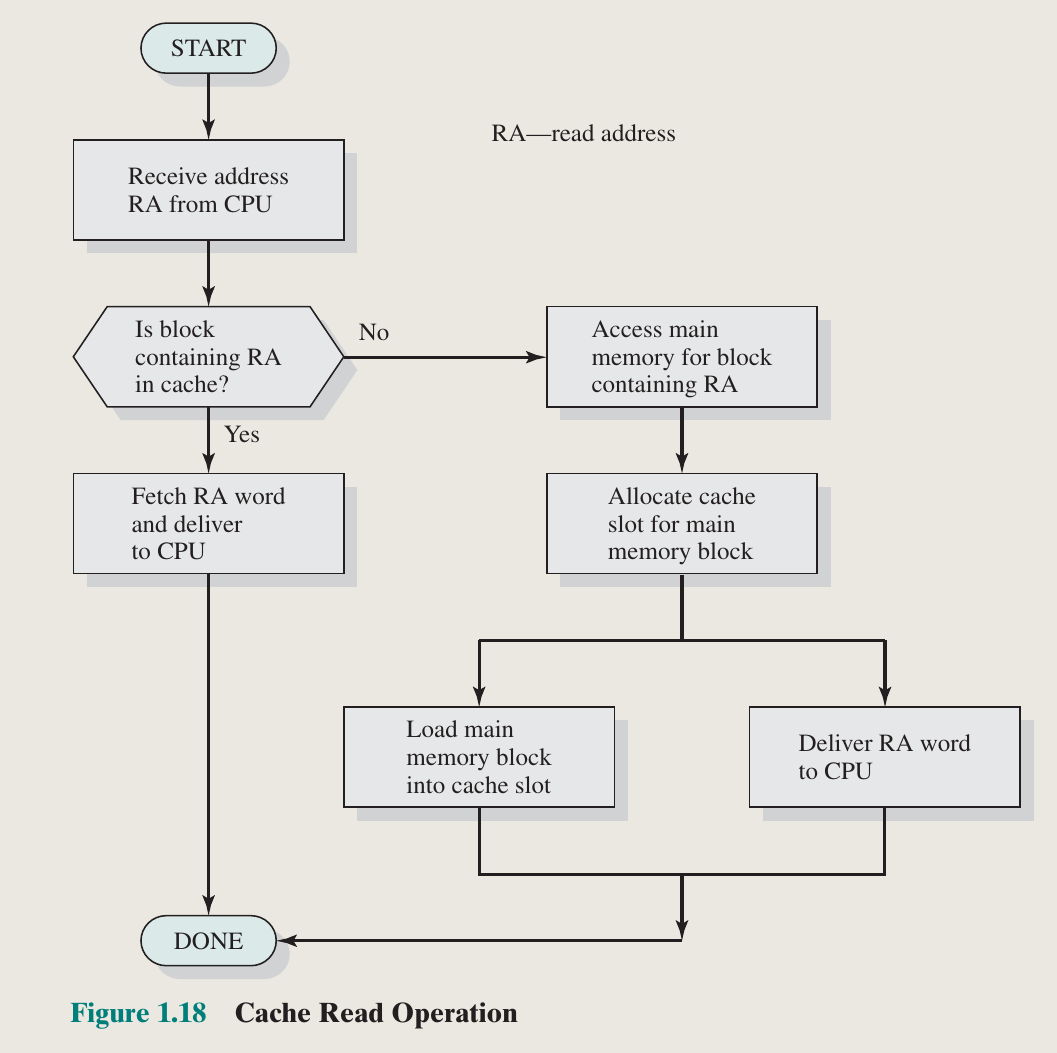 START
RA—read address
Receive address
RA from CPU
Is block
containing RA
in cache?
No
Access main
memory for block
containing RA
Yes
Fetch RA word
and deliver
to CPU
Allocate cache
slot for main
memory block
Load main
memory block
into cache slot
Deliver RA word
to CPU
DONE
Figure 1.18 Cache Read Operation